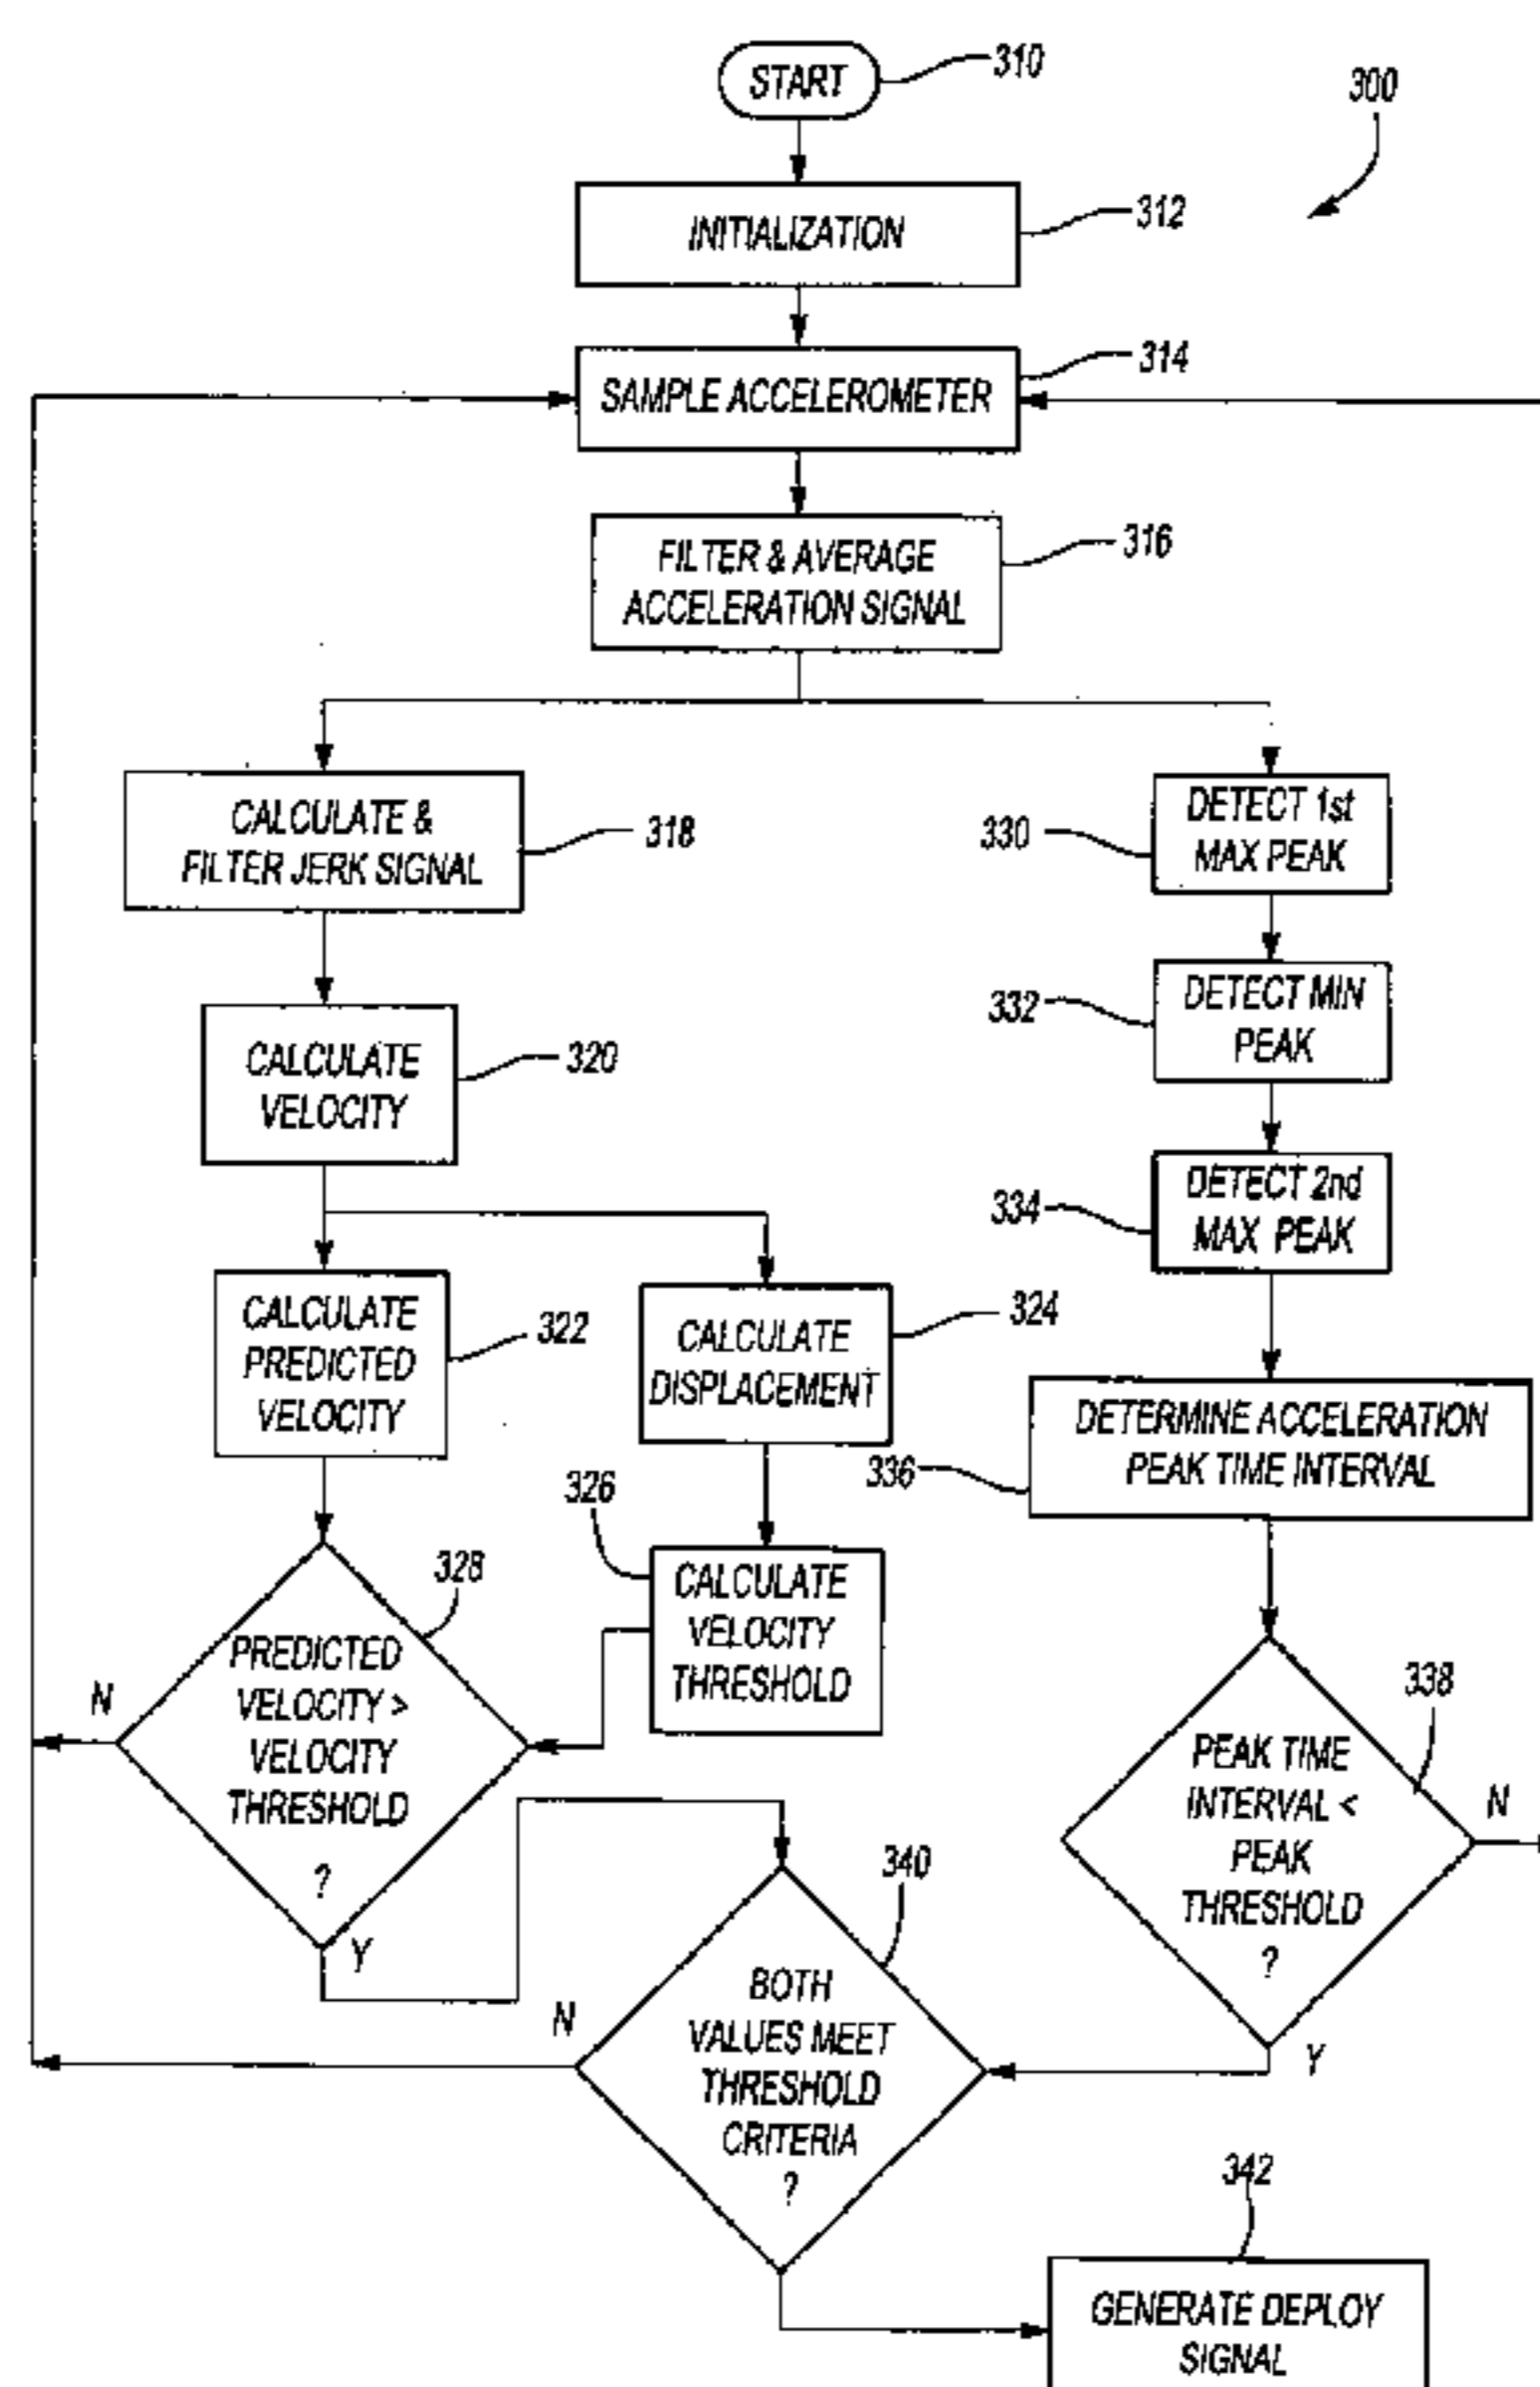 START
310
300
INITIALIZATION
312
SAMPLE ACCELEROMETER
314
FILTER & AVERAGE
ACCELERATION SIGNAL
316
CALCULATE &
FILTER JERK SIGNAL
318
330
DETECT 1st
MAX PEAK
CALCULATE
VELOCITY
320
332
DETECT MIN
PEAK
334
DETECT 2nd
MAX PEAK
CALCULATE
PREDICTED
VELOCITY
322
CALCULATE
DISPLACEMENT
324
336
DETERMINE ACCELERATION
PEAK TIME INTERVAL
326
CALCULATE
VELOCITY
THRESHOLD
328
PREDICTED
VELOCITY >
VELOCITY
THRESHOLD
?
N
Y
338
PEAK TIME
INTERVAL <
PEAK
THRESHOLD
?
N
Y
340
BOTH
VALUES MEET
THRESHOLD
CRITERIA
?
N
342
GENERATE DEPLOY
SIGNAL